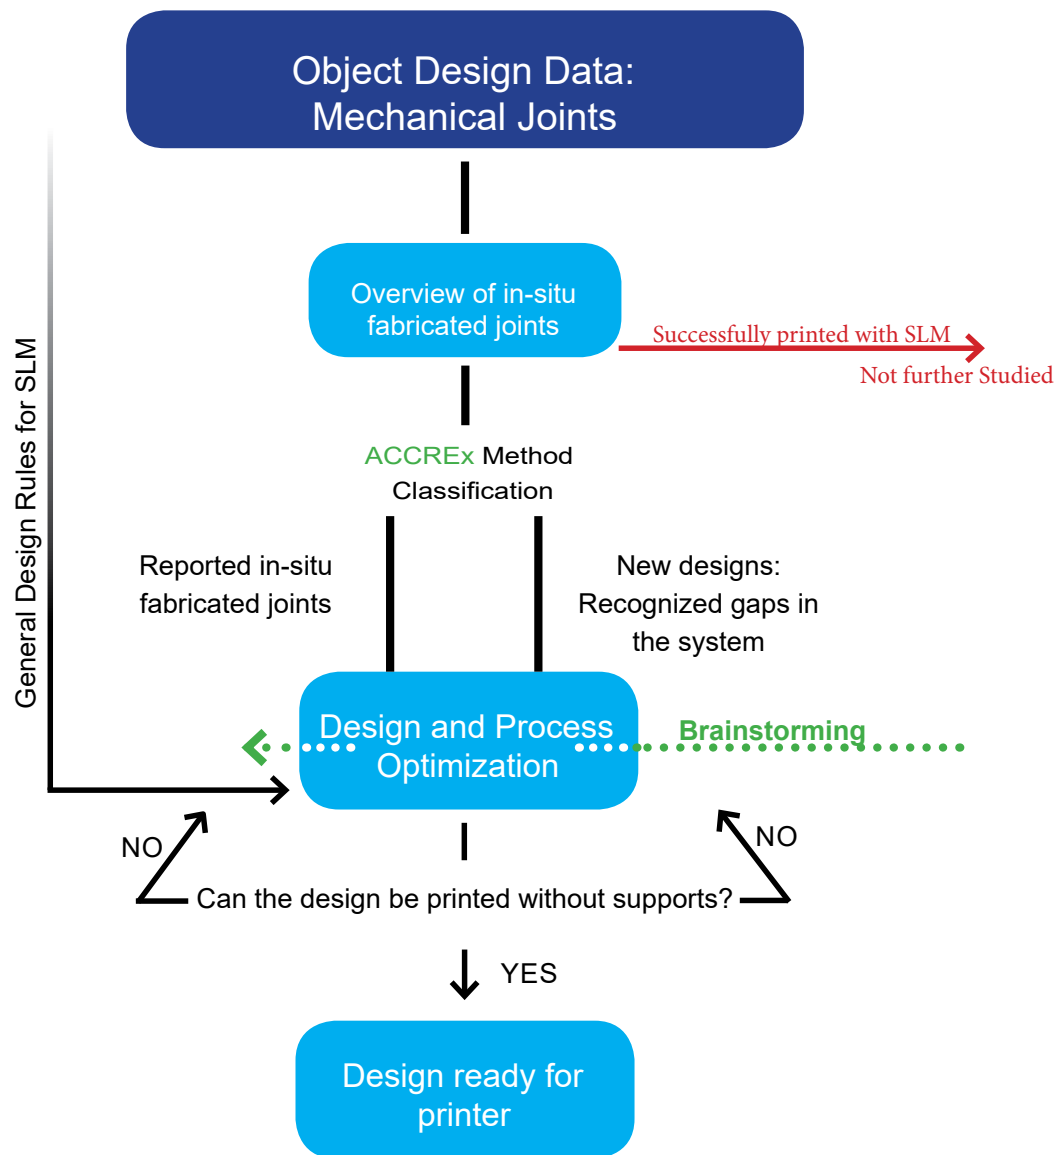 Object Design Data:
Mechanical Joints
Overview of in-situ
fabricated joints
Successfully printed with SLM
Not further Studied
General Design Rules for SLM
ACCREx Method
Classification
Reported in-situ
fabricated joints
New designs:
Recognized gaps in
the system
Design and Process
Optimization
Brainstorming
NO
NO
Can the design be printed without supports?
YES
Design ready for
printer